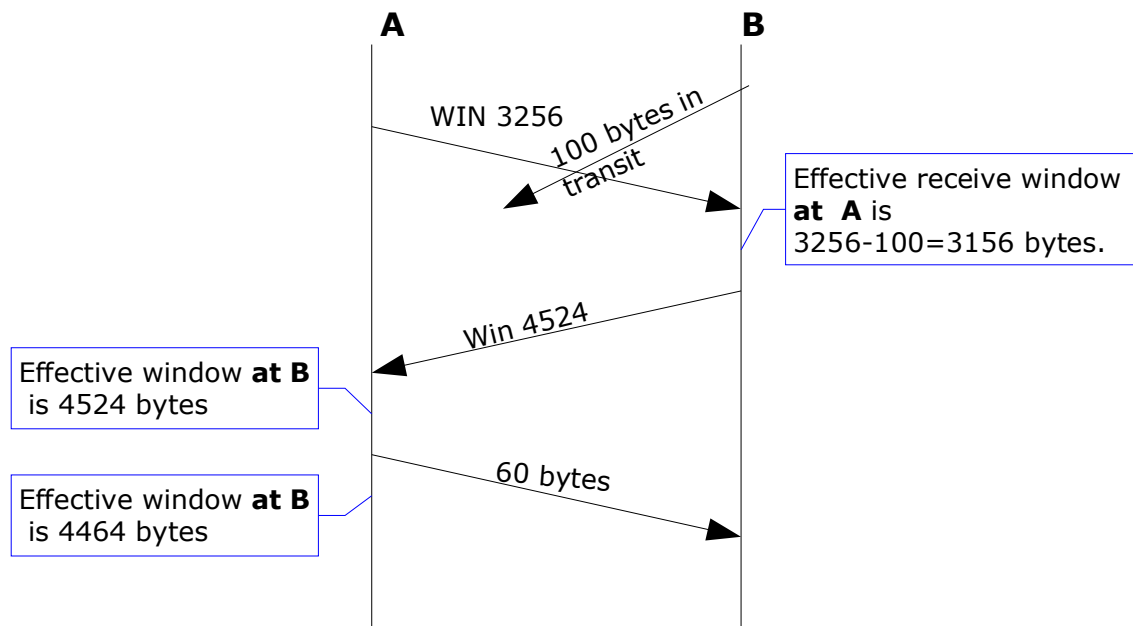 A
B
WIN 3256
100 bytes in
transit
Effective receive window
at A is
3256-100=3156 bytes.
Win 4524
Effective window at B
is 4524 bytes
60 bytes
Effective window at B
is 4464 bytes